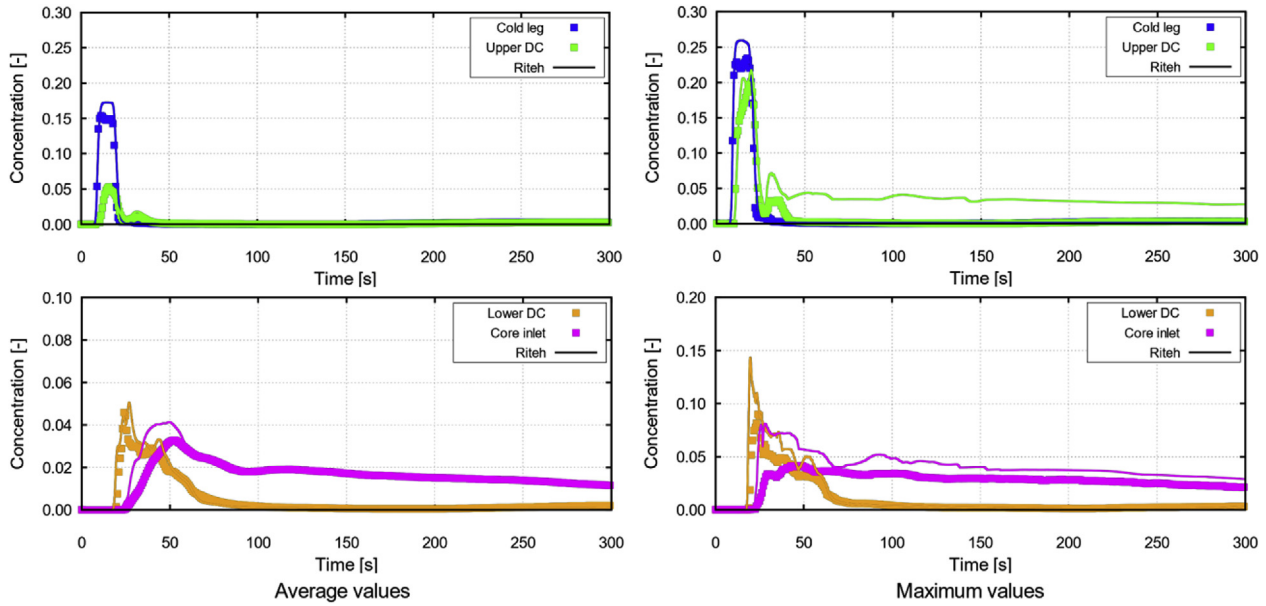 0.30
0.25
0.20
0.15
0.10
0.05
0.00
Concentration [-]
Cold leg
Upper DC
Riteh
0
50
100
150
200
250
300
Time [s]
0.30
0.25
0.20
0.15
0.10
0.05
0.00
Concentration [-]
Cold leg
Upper DC
Riteh
0
50
100
150
200
250
300
Time [s]
0.10
0.08
0.06
0.04
0.02
0.00
Concentration [-]
Lower DC
Core inlet
Riteh
0
50
100
150
200
250
300
Time [s]
Average values
0.20
0.15
0.10
0.05
0.00
Concentration [-]
Lower DC
Core inlet
Riteh
0
50
100
150
200
250
300
Time [s]
Maximum values